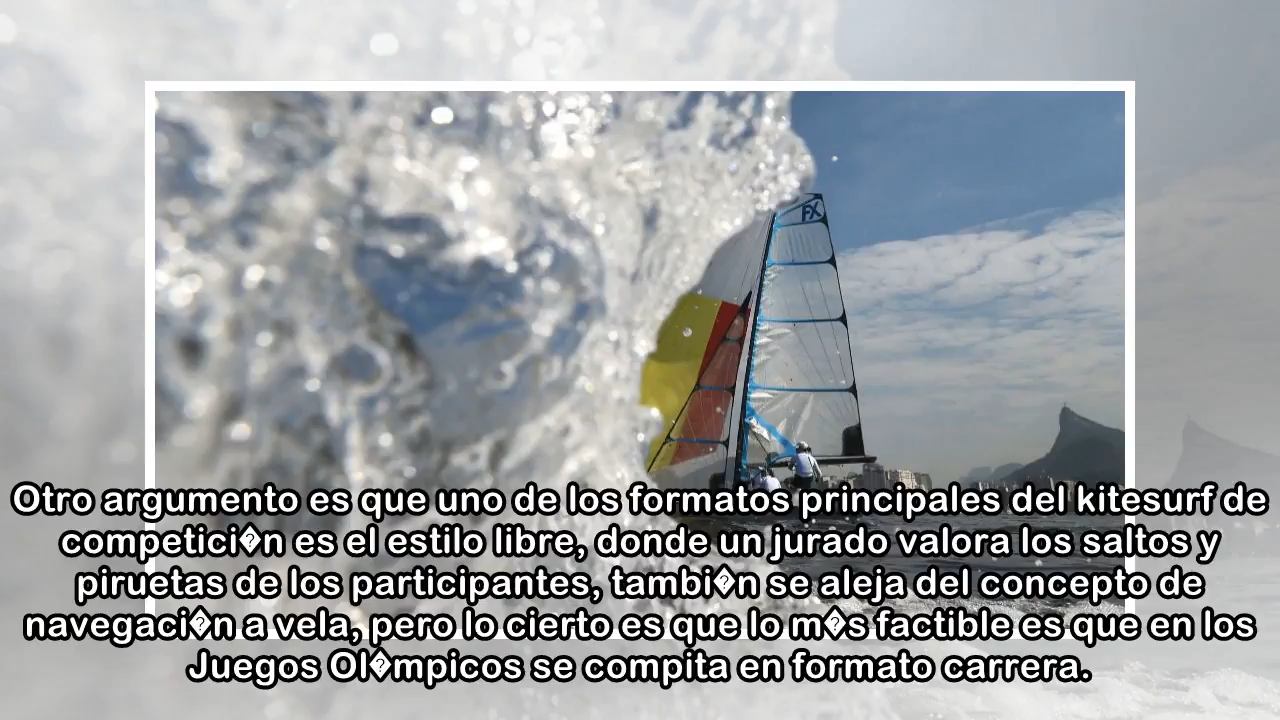 FX
Otro argumento es que uno de los formatos principales del kitesurf de
competici�n es el estilo libre, donde un jurado valora los saltos y
piruetas de los participantes, tambi�n se aleja del concepto de
navegaci�n a vela, pero lo cierto es que lo m�s factible es que en los
Juegos Ol�mpicos se compita en formato carrera.